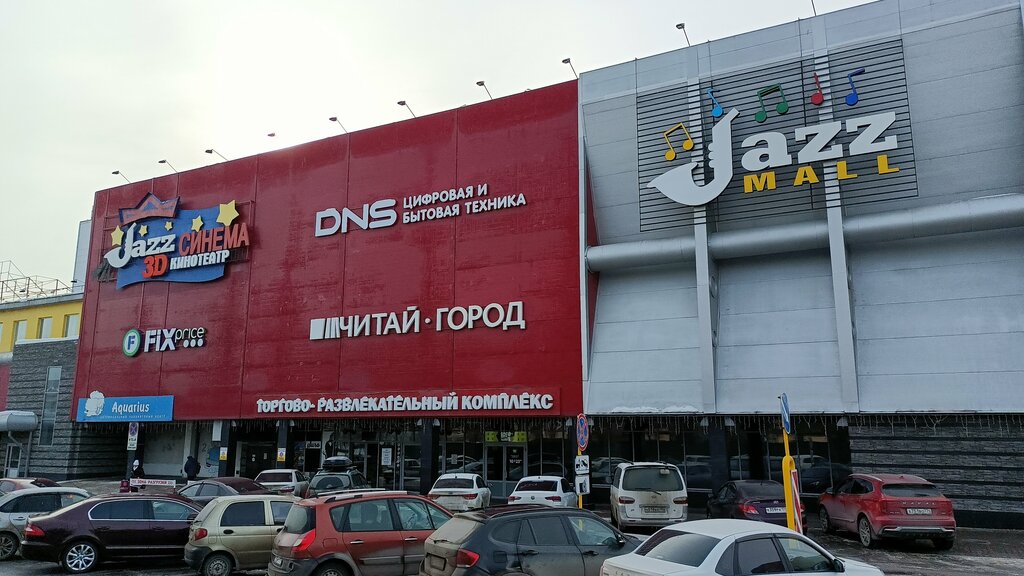 Jazz
MALL
DNS ЦИФРОВАЯ И
БЫТОВАЯ ТЕХНИКА
Jazz СИНЕМА
3D КИНОТЕАТР
ЧИТАЙ·ГОРОД
F FIX price
Aquarius
ТОРГОВО-РАЗВЛЕКАТЕЛЬНЫЙ КОМПЛЕКС